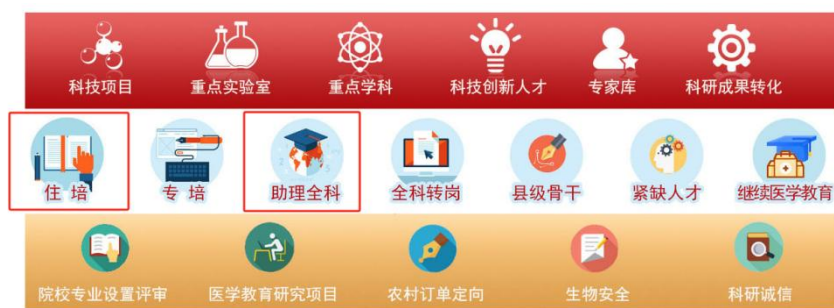 科技项目 重点实验室 重点学科 科技创新人才 专家库 科研成果转化
住 培 专 培 助理全科 全科转岗 县级骨干 紧缺人才 继续医学教育
院校专业设置评审 医学教育研究项目 农村订单定向 生物安全 科研诚信